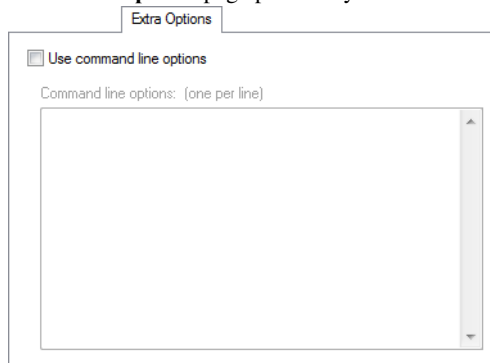 Extra Options
Use command line options
Command line options: (one per line)